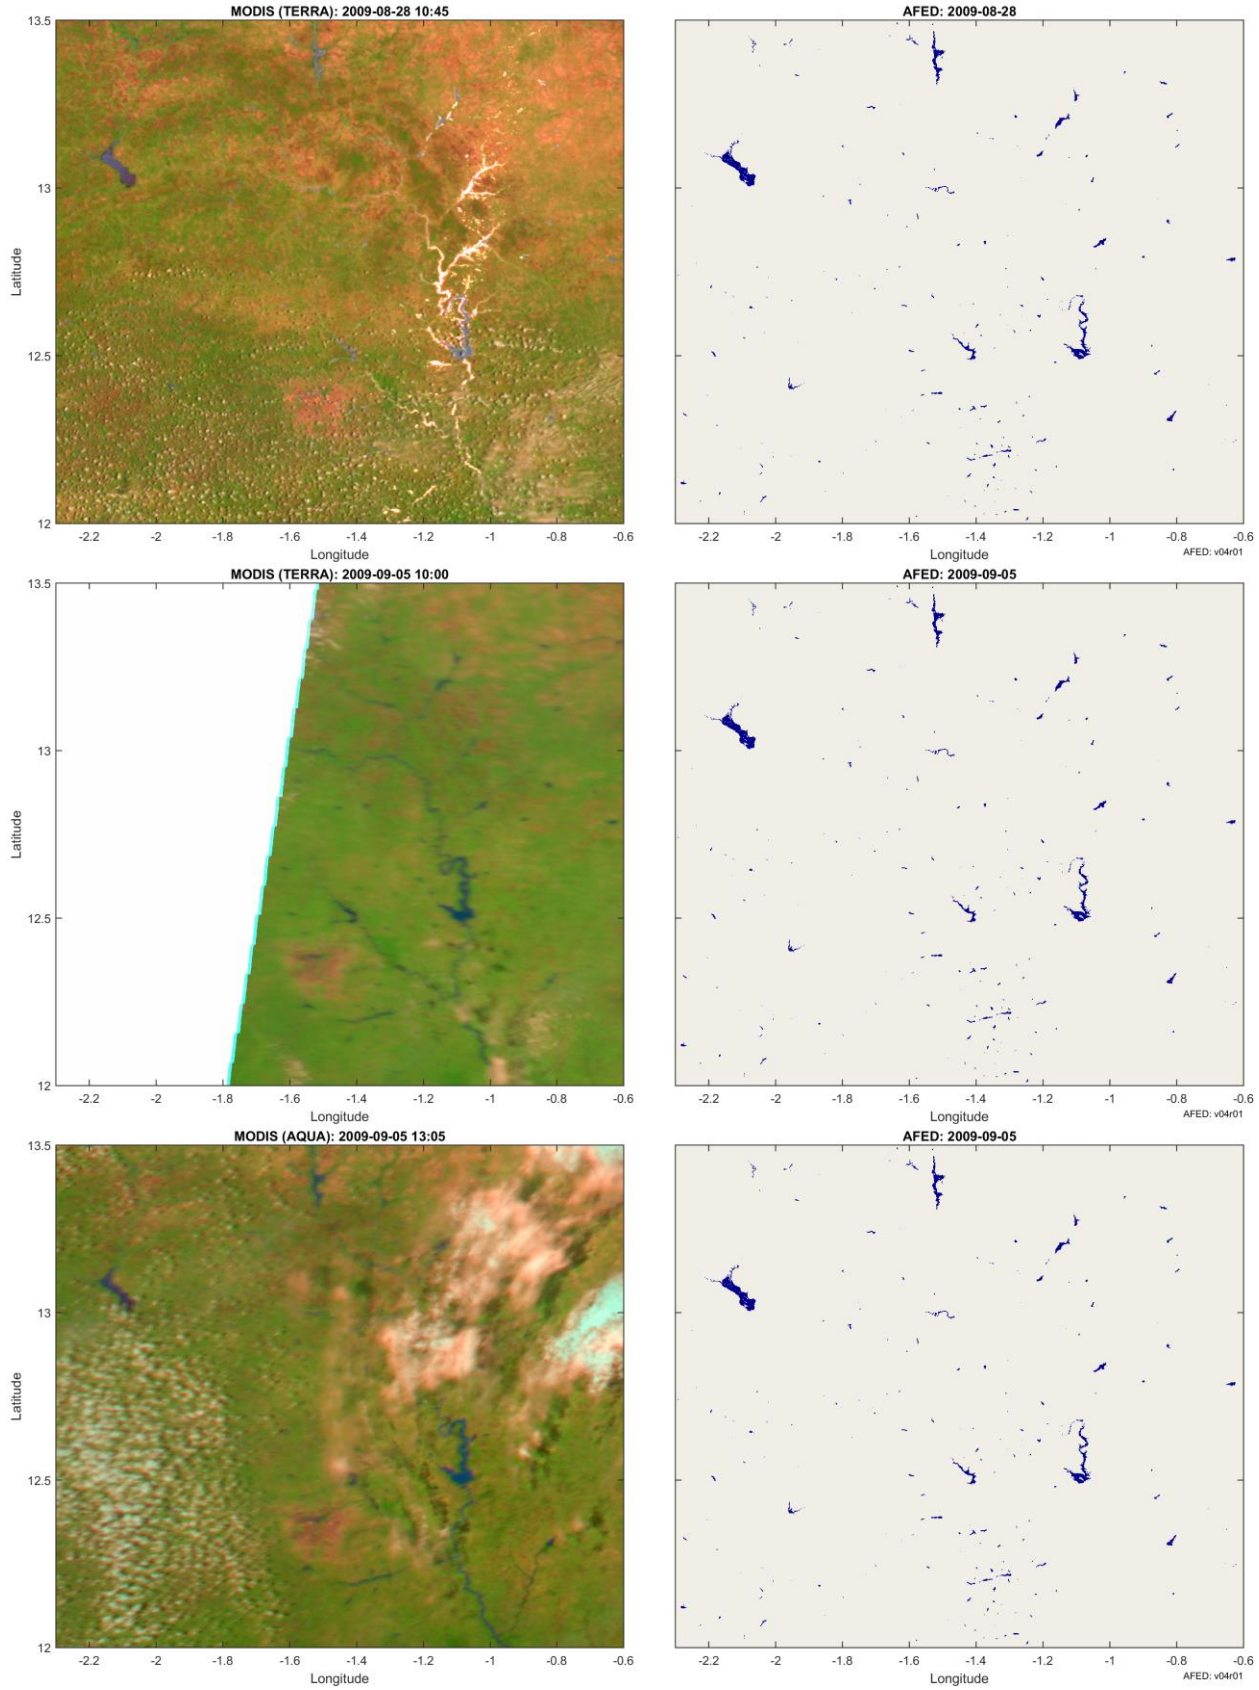 MODIS (TERRA): 2009-08-28 10:45
13.5
13
12.5
12
Latitude
-2.2 -2 -1.8 -1.6 -1.4 -1.2 -1 -0.8 -0.6
Longitude
AFED: 2009-08-28
-2.2 -2 -1.8 -1.6 -1.4 -1.2 -1 -0.8 -0.6
Longitude
AFED: v04r01
MODIS (TERRA): 2009-09-05 10:00
13.5
13
12.5
12
Latitude
-2.2 -2 -1.8 -1.6 -1.4 -1.2 -1 -0.8 -0.6
Longitude
AFED: 2009-09-05
-2.2 -2 -1.8 -1.6 -1.4 -1.2 -1 -0.8 -0.6
Longitude
AFED: v04r01
MODIS (AQUA): 2009-09-05 13:05
13.5
13
12.5
12
Latitude
-2.2 -2 -1.8 -1.6 -1.4 -1.2 -1 -0.8 -0.6
Longitude
AFED: 2009-09-05
-2.2 -2 -1.8 -1.6 -1.4 -1.2 -1 -0.8 -0.6
Longitude
AFED: v04r01